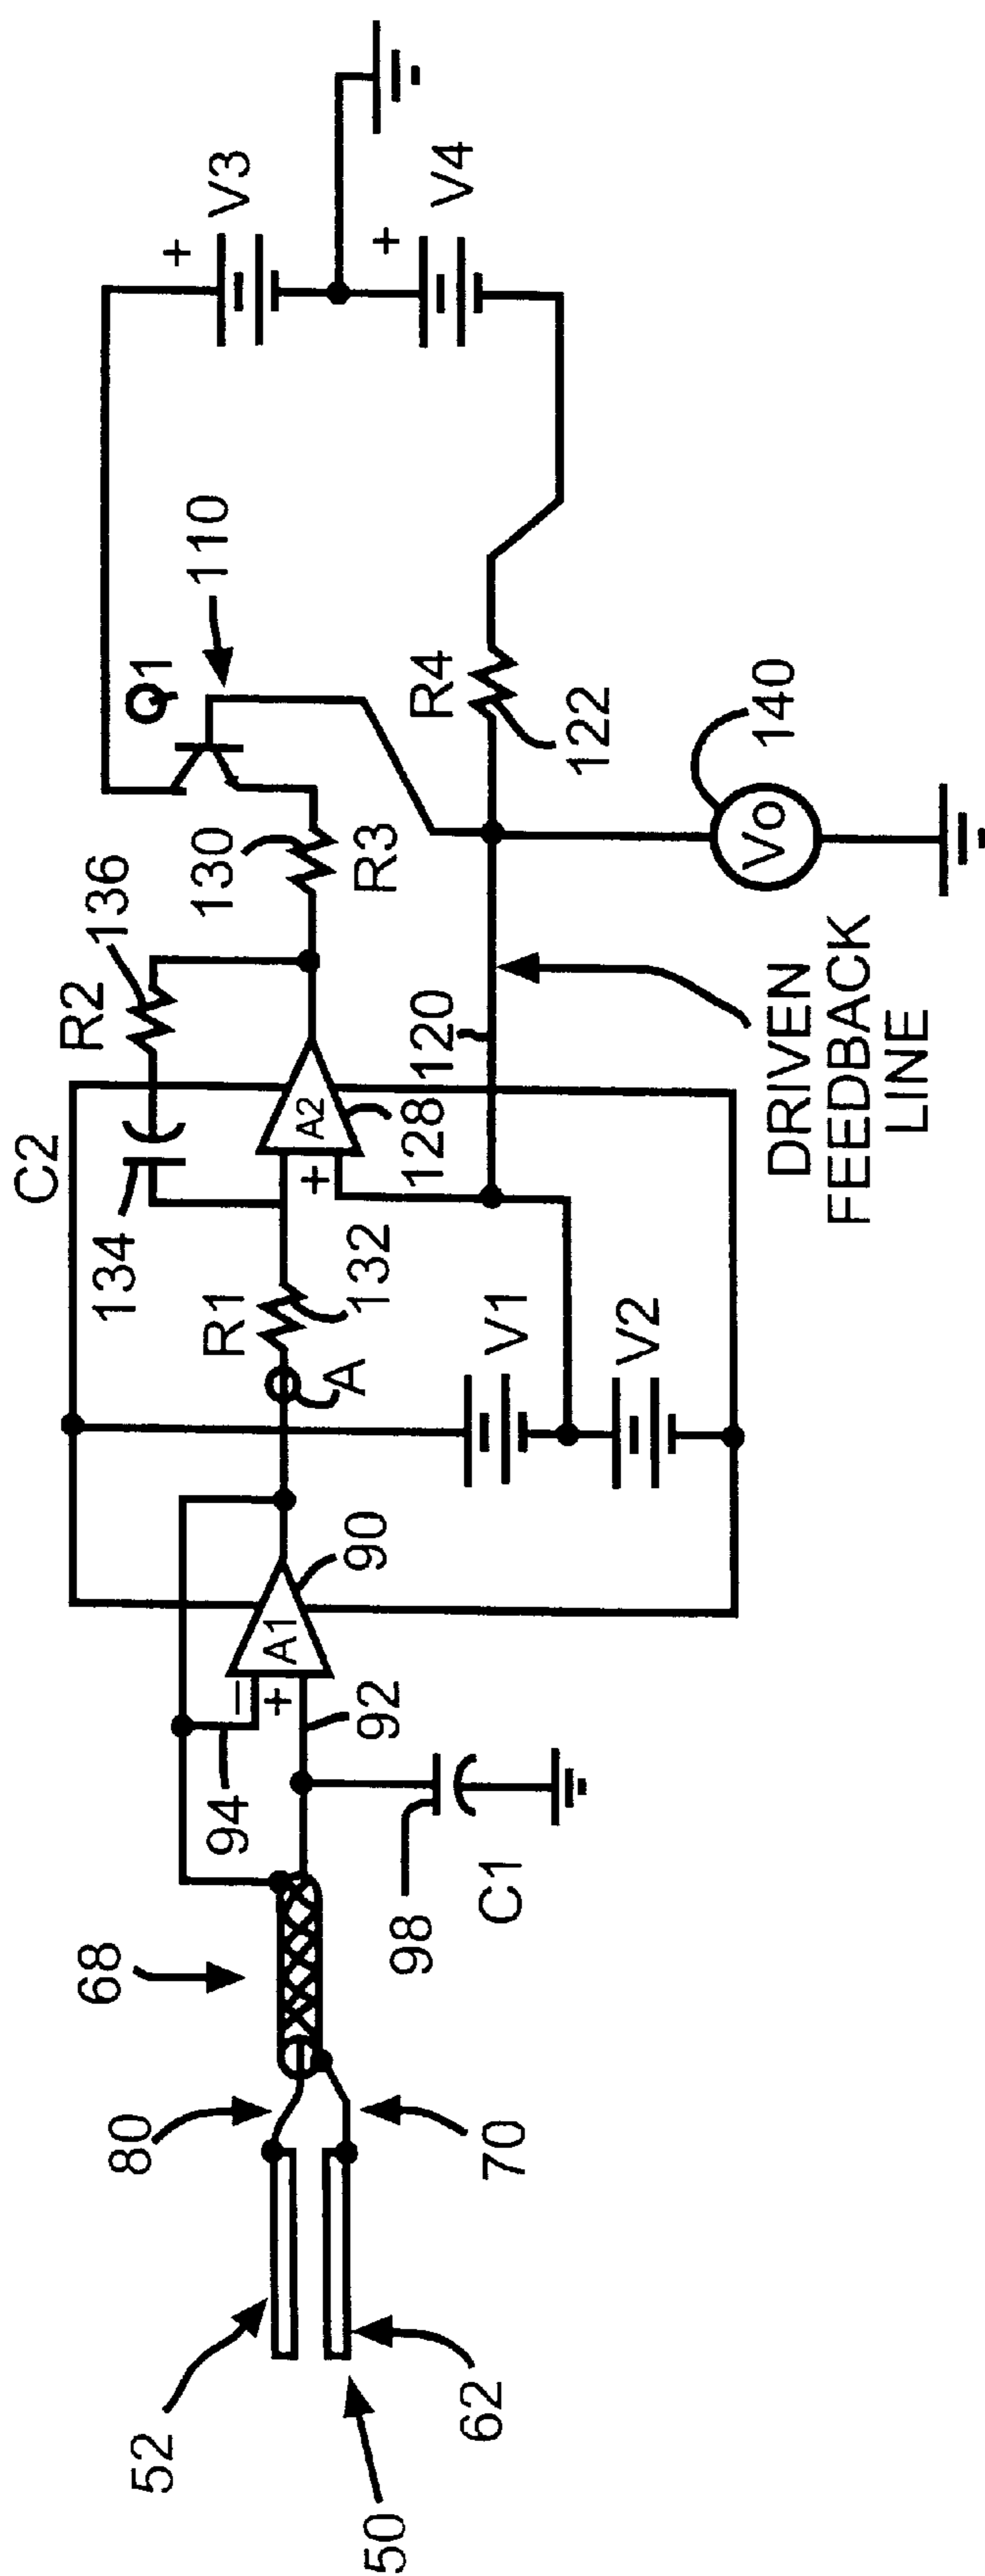 52
50
62
80
70
68
98
C1
94
−
+
92
A1
90
A
R1
132
V1
V2
C2
134
+
A2
128
120
R2
136
130
R3
DRIVEN
FEEDBACK
LINE
Q1
110
R4
122
Vo
140
+
V3
+
V4